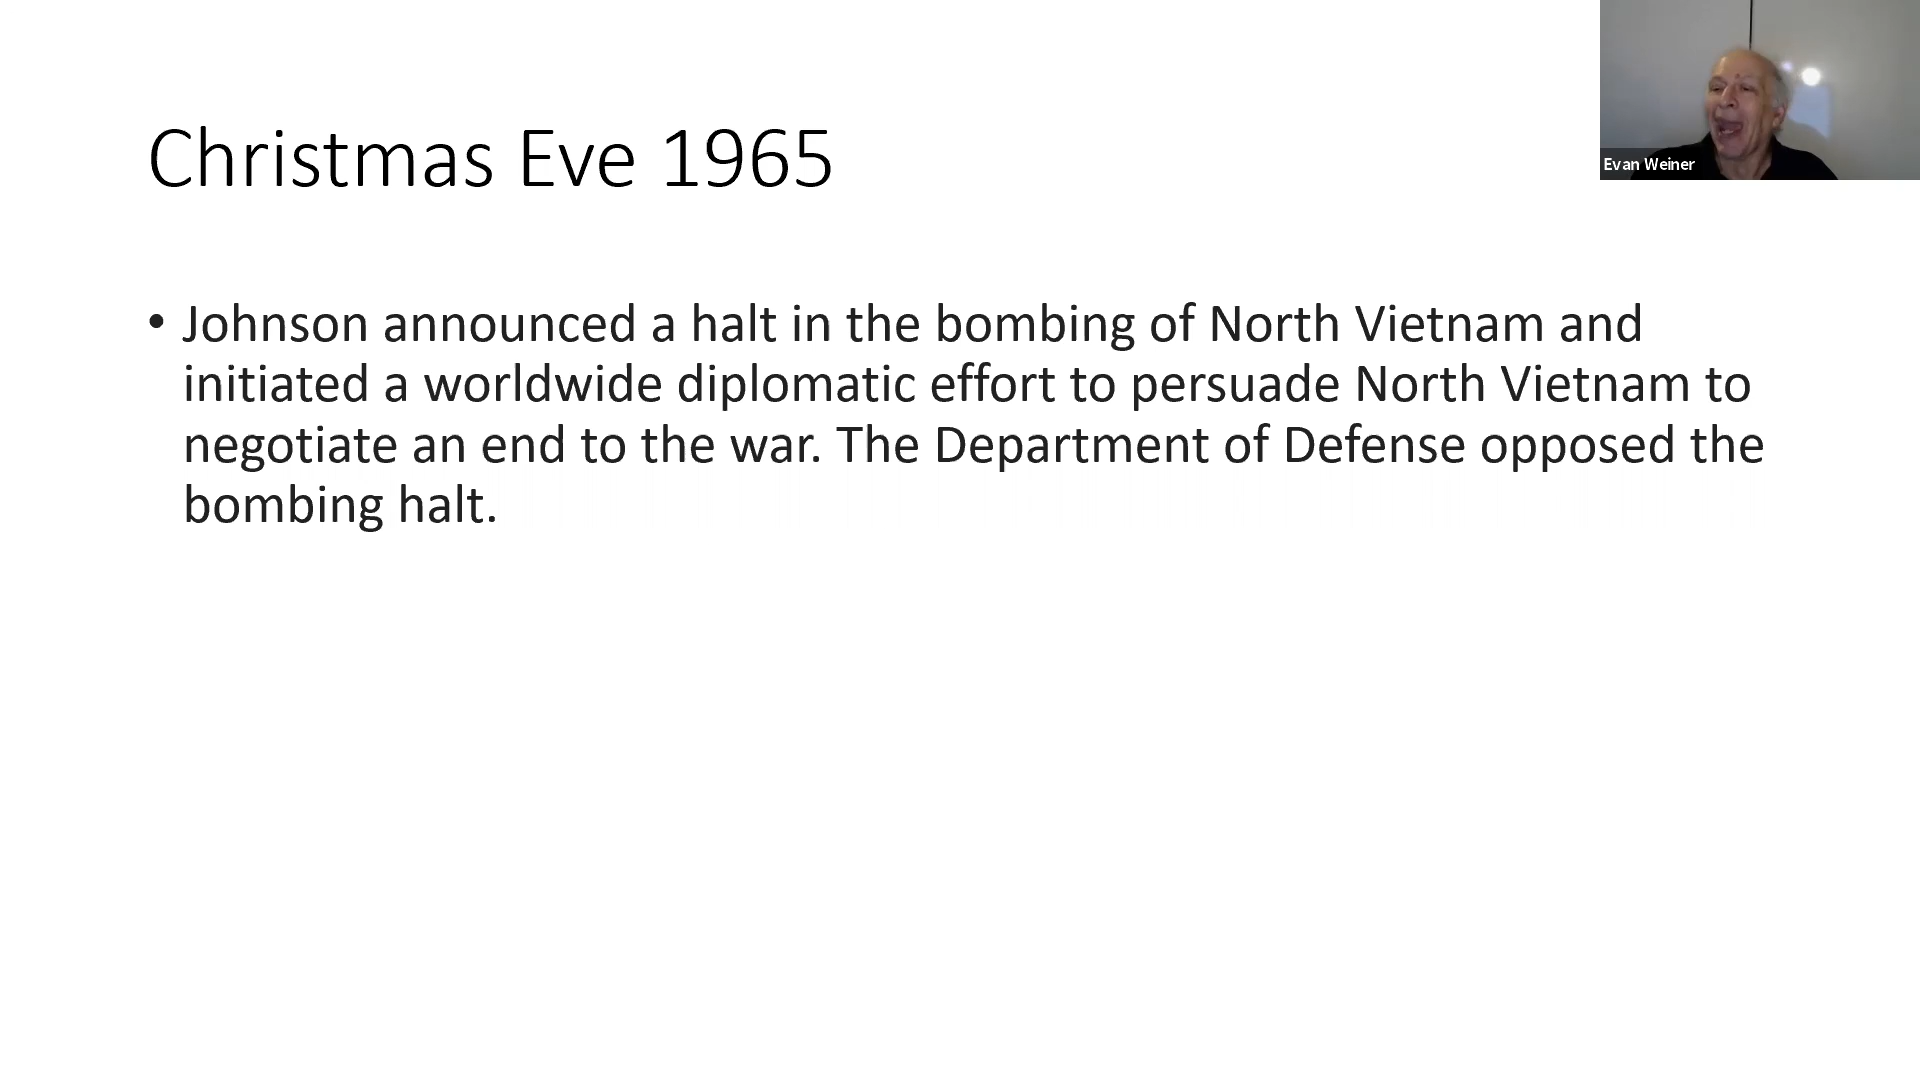 Christmas Eve 1965
Evan Weiner
• Johnson announced a halt in the bombing of North Vietnam and
initiated a worldwide diplomatic effort to persuade North Vietnam to
negotiate an end to the war. The Department of Defense opposed the
bombing halt.